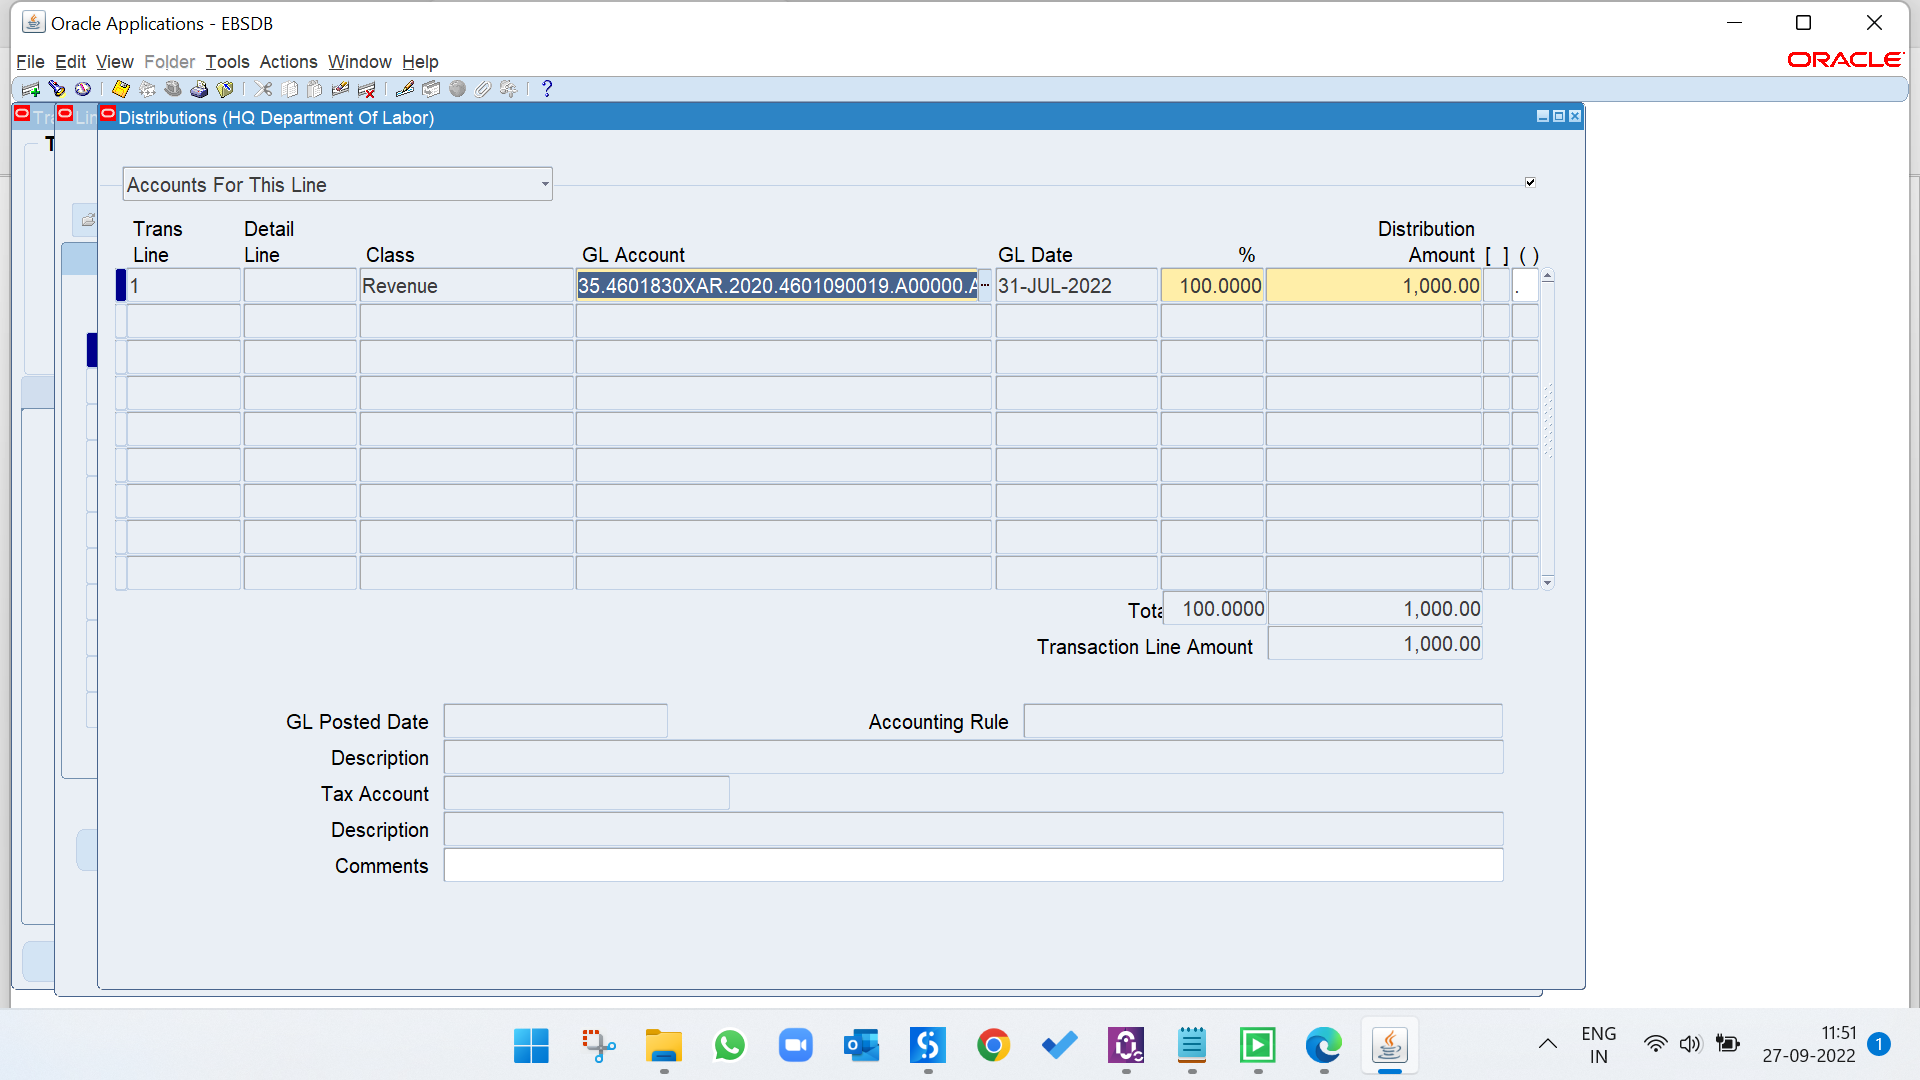 Oracle Applications - EBSDB
File Edit View Folder Tools Actions Window Help
ORACLE
Distributions (HQ Department Of Labor)
Accounts For This Line
Trans Line
Detail Line
Class
GL Account
GL Date
%
Distribution Amount
[ ]
( )
1
Revenue
35.4601830XAR.2020.4601090019.A00000.A
31-JUL-2022
100.0000
1,000.00
.
Tota
100.0000
1,000.00
Transaction Line Amount
1,000.00
GL Posted Date
Accounting Rule
Description
Tax Account
Description
Comments
ENG
IN
11:51
27-09-2022
1